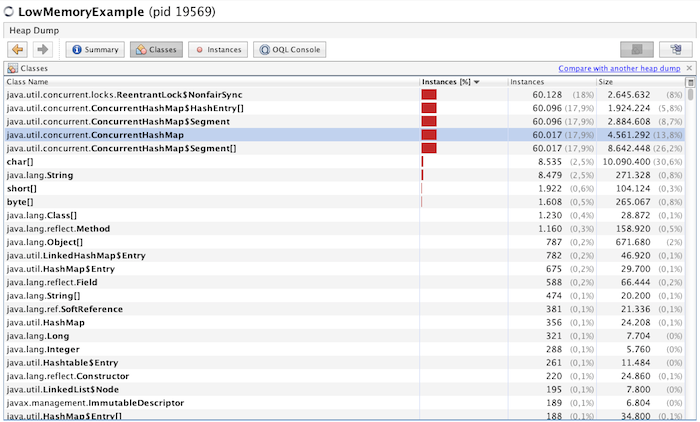 LowMemoryExample (pid 19569)
Heap Dump
Summary Classes Instances OQL Console
Classes Compare with another heap dump
Class Name Instances [%] Instances Size
java.util.concurrent.locks.ReentrantLock$NonfairSync 60.128 (18%) 2.645.632 (8%)
java.util.concurrent.ConcurrentHashMap$HashEntry[] 60.096 (17,9%) 1.924.224 (5,8%)
java.util.concurrent.ConcurrentHashMap$Segment 60.096 (17,9%) 2.884.608 (8,7%)
java.util.concurrent.ConcurrentHashMap 60.017 (17,9%) 4.561.292 (13,8%)
java.util.concurrent.ConcurrentHashMap$Segment[] 60.017 (17,9%) 8.642.448 (26,2%)
char[] 8.535 (2,5%) 10.090.400 (30,6%)
java.lang.String 8.479 (2,5%) 271.328 (0,8%)
short[] 1.922 (0,6%) 104.124 (0,3%)
byte[] 1.608 (0,5%) 265.067 (0,8%)
java.lang.Class[] 1.230 (0,4%) 28.872 (0,1%)
java.lang.reflect.Method 1.160 (0,3%) 158.920 (0,5%)
java.lang.Object[] 787 (0,2%) 671.680 (2%)
java.util.LinkedHashMap$Entry 782 (0,2%) 46.920 (0,1%)
java.util.HashMap$Entry 675 (0,2%) 29.700 (0,1%)
java.lang.reflect.Field 588 (0,2%) 66.444 (0,2%)
java.lang.String[] 474 (0,1%) 20.200 (0,1%)
java.lang.ref.SoftReference 381 (0,1%) 21.336 (0,1%)
java.util.HashMap 356 (0,1%) 24.208 (0,1%)
java.lang.Long 321 (0,1%) 7.704 (0%)
java.lang.Integer 288 (0,1%) 5.760 (0%)
java.util.Hashtable$Entry 261 (0,1%) 11.484 (0%)
java.lang.reflect.Constructor 220 (0,1%) 24.860 (0,1%)
java.util.LinkedList$Node 195 (0,1%) 7.800 (0%)
javax.management.ImmutableDescriptor 189 (0,1%) 6.804 (0%)
java.util.HashMap$Entry[] 188 (0,1%) 34.800 (0,1%)